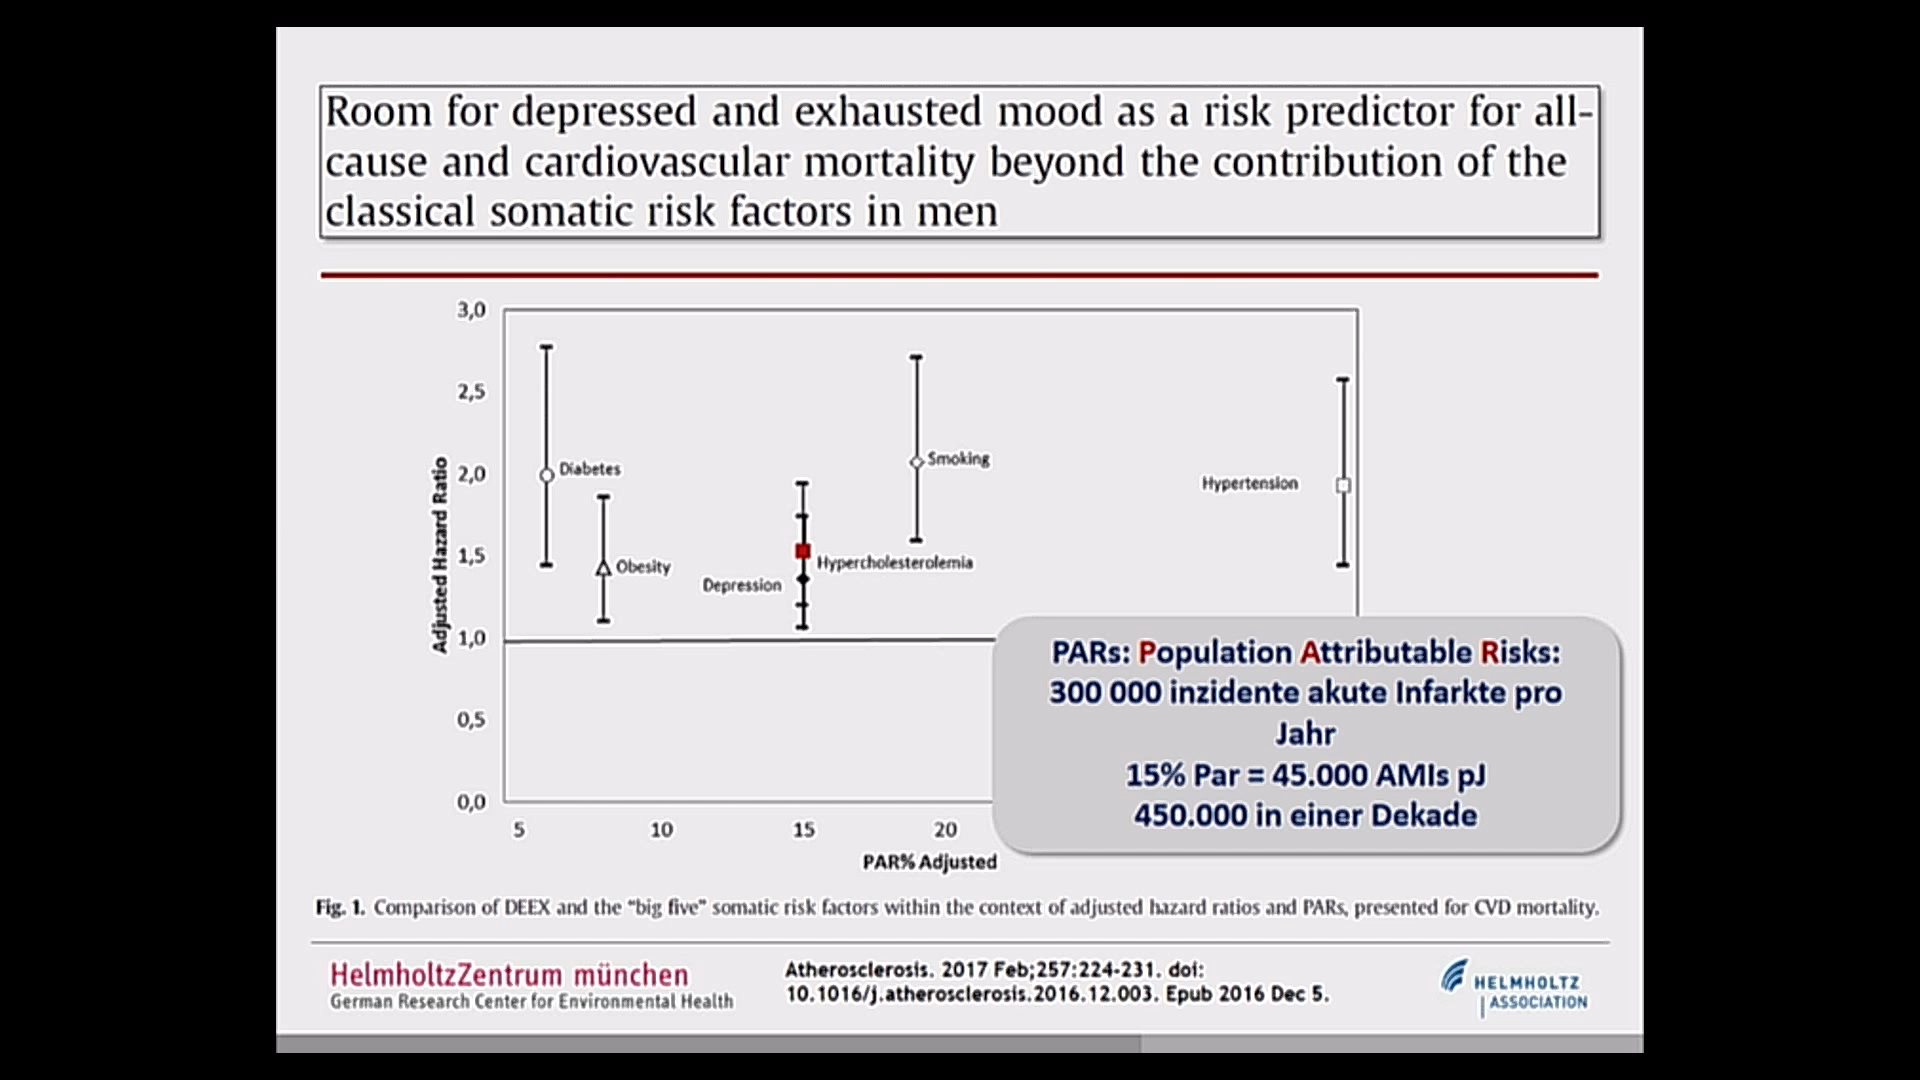 Room for depressed and exhausted mood as a risk predictor for all-
cause and cardiovascular mortality beyond the contribution of the
classical somatic risk factors in men
3,0
2,5
2,0
1,5
1,0
0,5
0,0
Adjusted Hazard Ratio
Diabetes
Obesity
Depression
Hypercholesterolemia
Smoking
Hypertension
5 10 15 20
PAR% Adjusted
PARs: Population Attributable Risks:
300 000 inzidente akute Infarkte pro
Jahr
15% Par = 45.000 AMIs pJ
450.000 in einer Dekade
Fig. 1. Comparison of DEEX and the "big five" somatic risk factors within the context of adjusted hazard ratios and PARs, presented for CVD mortality.
HelmholtzZentrum münchen
German Research Center for Environmental Health
Atherosclerosis. 2017 Feb;257:224-231. doi:
10.1016/j.atherosclerosis.2016.12.003. Epub 2016 Dec 5.
HELMHOLTZ
ASSOCIATION